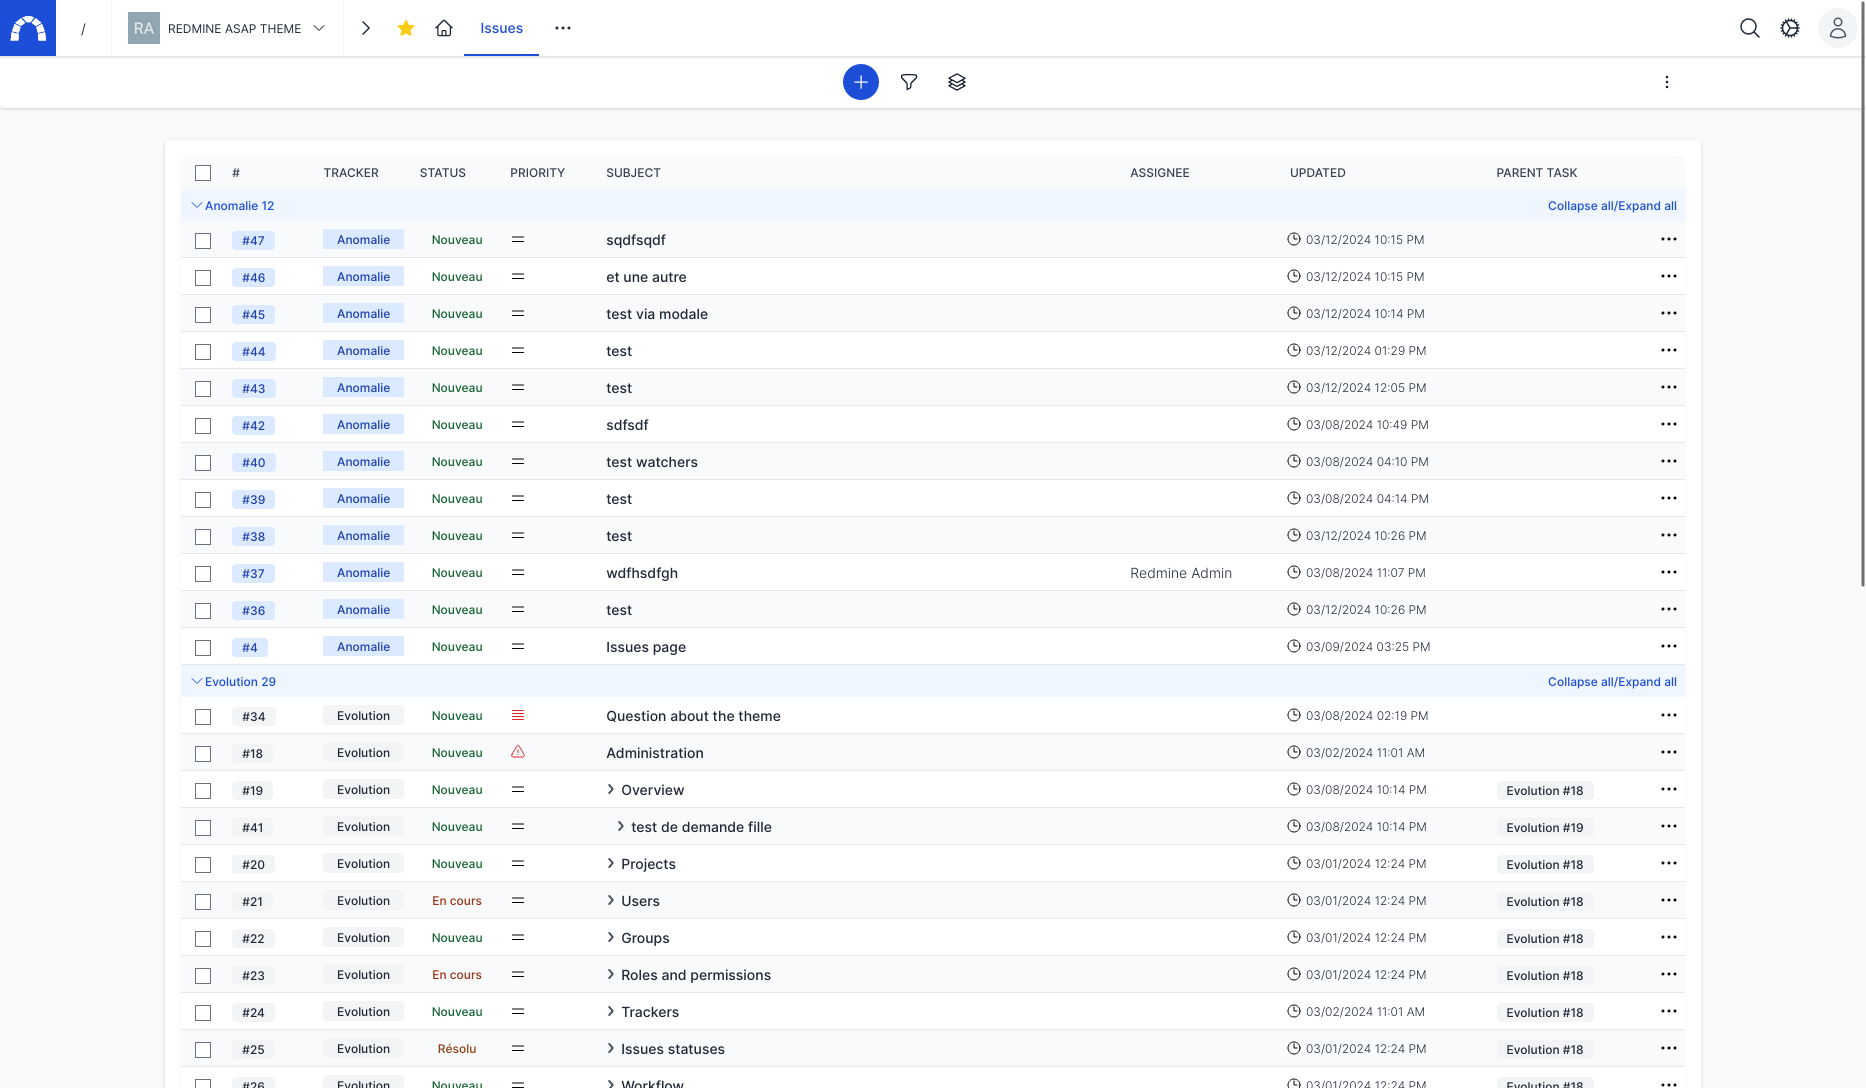 / RA REDMINE ASAP THEME Issues
# TRACKER STATUS PRIORITY SUBJECT ASSIGNEE UPDATED PARENT TASK
Anomalie 12 Collapse all/Expand all
#47 Anomalie Nouveau sqdfsqdf 03/12/2024 10:15 PM
#46 Anomalie Nouveau et une autre 03/12/2024 10:15 PM
#45 Anomalie Nouveau test via modale 03/12/2024 10:14 PM
#44 Anomalie Nouveau test 03/12/2024 01:29 PM
#43 Anomalie Nouveau test 03/12/2024 12:05 PM
#42 Anomalie Nouveau sdfsdf 03/08/2024 10:49 PM
#40 Anomalie Nouveau test watchers 03/08/2024 04:10 PM
#39 Anomalie Nouveau test 03/08/2024 04:14 PM
#38 Anomalie Nouveau test 03/12/2024 10:26 PM
#37 Anomalie Nouveau wdfhsdfgh Redmine Admin 03/08/2024 11:07 PM
#36 Anomalie Nouveau test 03/12/2024 10:26 PM
#4 Anomalie Nouveau Issues page 03/09/2024 03:25 PM
Evolution 29 Collapse all/Expand all
#34 Evolution Nouveau Question about the theme 03/08/2024 02:19 PM
#18 Evolution Nouveau Administration 03/02/2024 11:01 AM
#19 Evolution Nouveau Overview 03/08/2024 10:14 PM Evolution #18
#41 Evolution Nouveau test de demande fille 03/08/2024 10:14 PM Evolution #19
#20 Evolution Nouveau Projects 03/01/2024 12:24 PM Evolution #18
#21 Evolution En cours Users 03/01/2024 12:24 PM Evolution #18
#22 Evolution Nouveau Groups 03/01/2024 12:24 PM Evolution #18
#23 Evolution En cours Roles and permissions 03/01/2024 12:24 PM Evolution #18
#24 Evolution Nouveau Trackers 03/02/2024 11:01 AM Evolution #18
#25 Evolution Résolu Issues statuses 03/01/2024 12:24 PM Evolution #18
#26 Evolution Nouveau Workflow 03/01/2024 12:24 PM Evolution #18